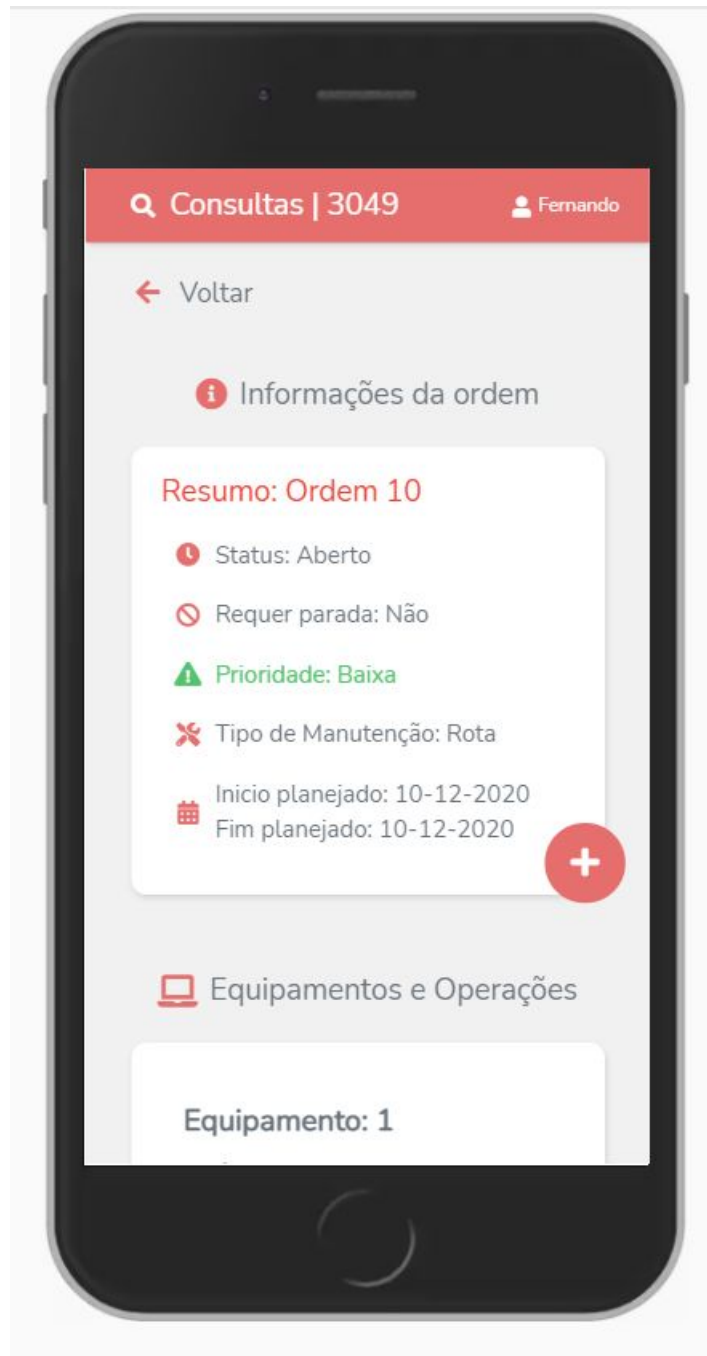 Consultas | 3049
Fernando
Voltar
Informações da ordem
Resumo: Ordem 10
Status: Aberto
Requer parada: Não
Prioridade: Baixa
Tipo de Manutenção: Rota
Inicio planejado: 10-12-2020
Fim planejado: 10-12-2020
Equipamentos e Operações
Equipamento: 1